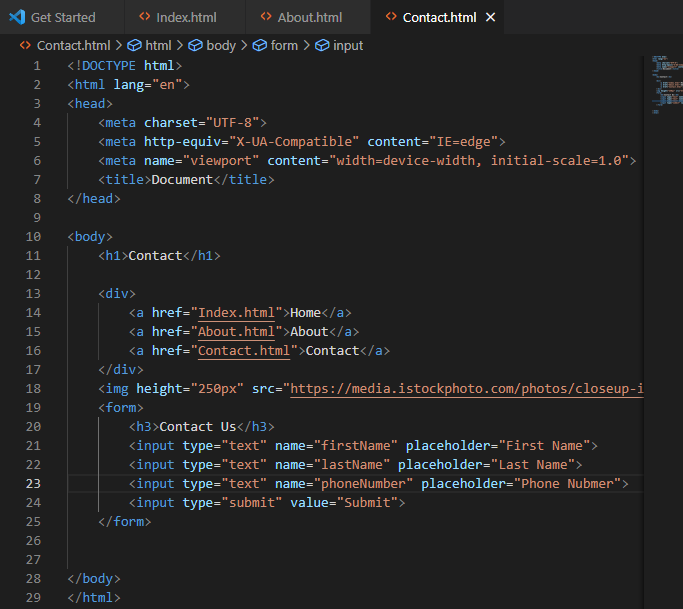 Get Started Index.html About.html Contact.html
Contact.html > html > body > form > input
1 <!DOCTYPE html>
2 <html lang="en">
3 <head>
4 <meta charset="UTF-8">
5 <meta http-equiv="X-UA-Compatible" content="IE=edge">
6 <meta name="viewport" content="width=device-width, initial-scale=1.0">
7 <title>Document</title>
8 </head>
9
10 <body>
11 <h1>Contact</h1>
12
13 <div>
14 <a href="Index.html">Home</a>
15 <a href="About.html">About</a>
16 <a href="Contact.html">Contact</a>
17 </div>
18 <img height="250px" src="https://media.istockphoto.com/photos/closeup-i
19 <form>
20 <h3>Contact Us</h3>
21 <input type="text" name="firstName" placeholder="First Name">
22 <input type="text" name="lastName" placeholder="Last Name">
23 <input type="text" name="phoneNumber" placeholder="Phone Nubmer">
24 <input type="submit" value="Submit">
25 </form>
26
27
28 </body>
29 </html>